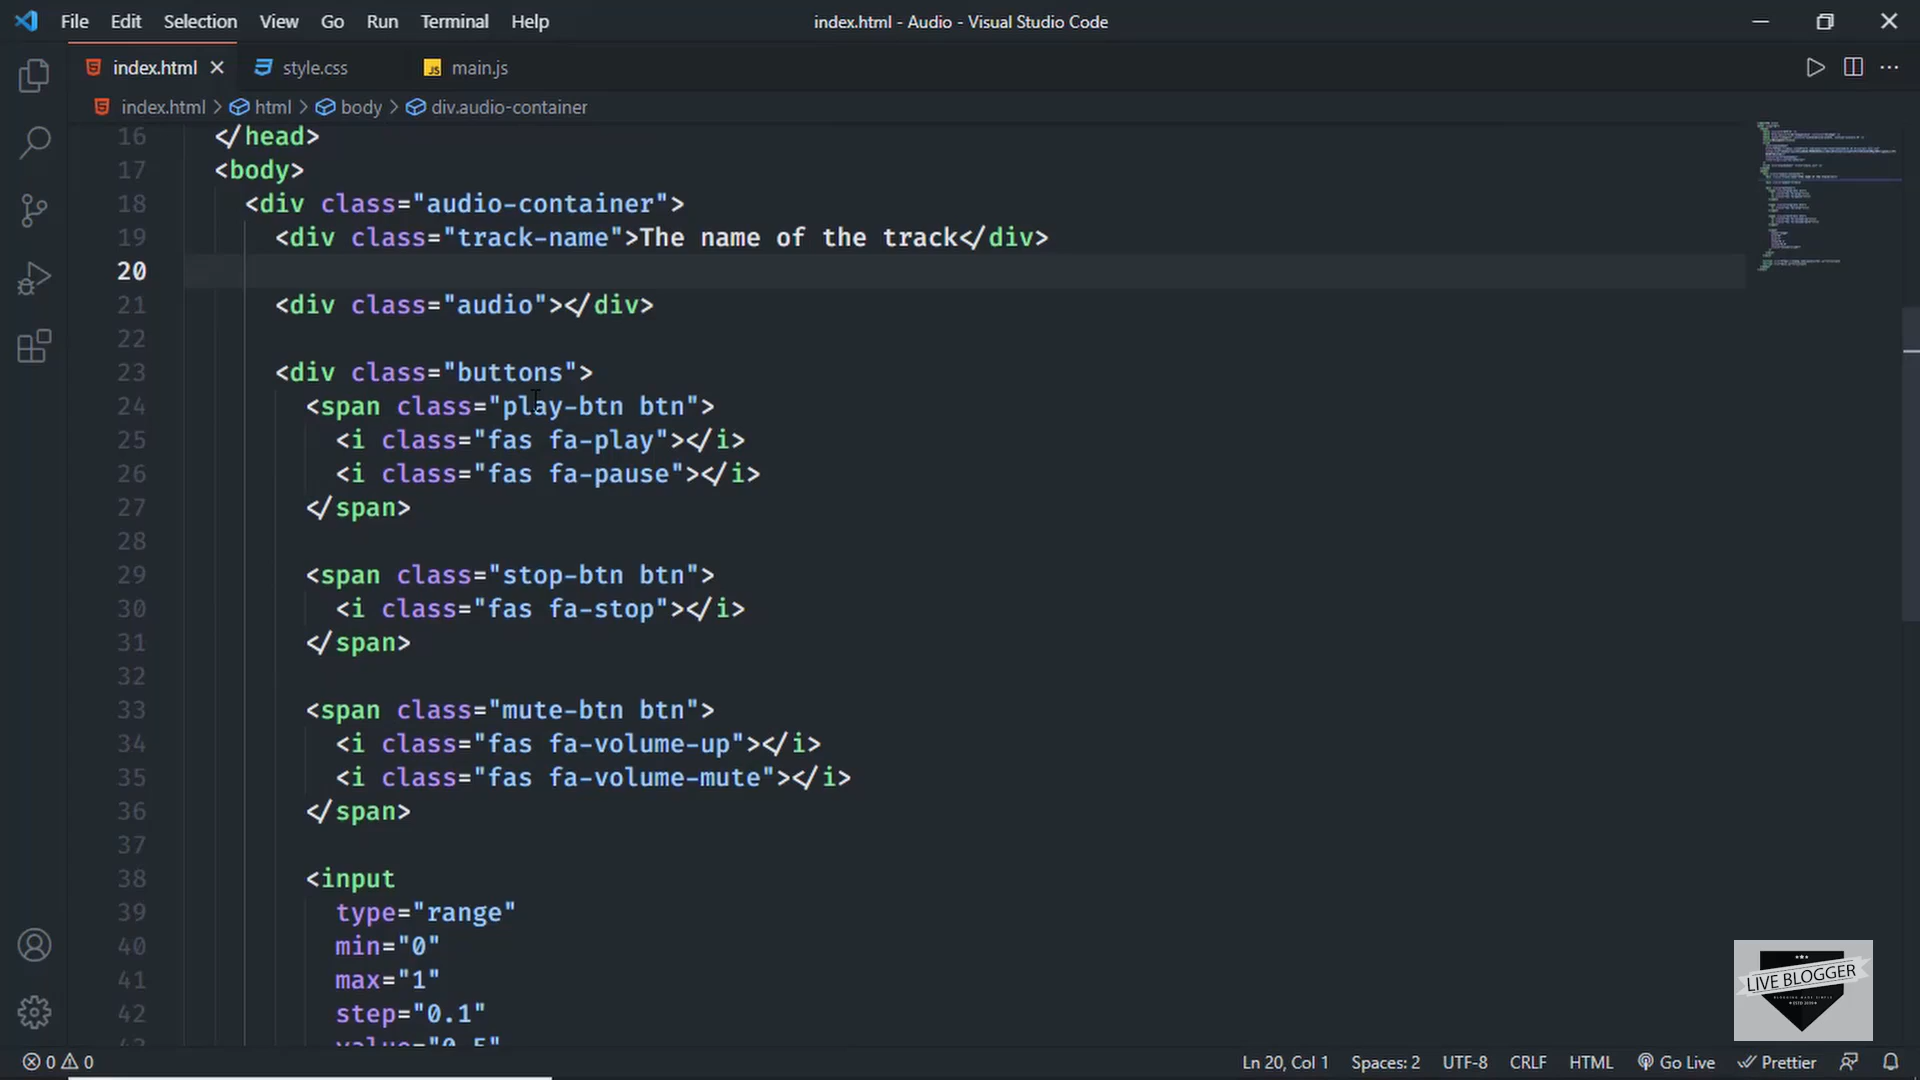 File Edit Selection View Go Run Terminal Help
index.html - Audio - Visual Studio Code
index.html
style.css
JS main.js
index.html > html > body > div.audio-container
16 </head>
17 <body>
18 <div class="audio-container">
19 <div class="track-name">The name of the track</div>
20
21 <div class="audio"></div>
22
23 <div class="buttons">
24 <span class="play-btn btn">
25 <i class="fas fa-play"></i>
26 <i class="fas fa-pause"></i>
27 </span>
28
29 <span class="stop-btn btn">
30 <i class="fas fa-stop"></i>
31 </span>
32
33 <span class="mute-btn btn">
34 <i class="fas fa-volume-up"></i>
35 <i class="fas fa-volume-mute"></i>
36 </span>
37
38 <input
39 type="range"
40 min="0"
41 max="1"
42 step="0.1"
43 value="0.5"
LIVE BLOGGER
0 0
Ln 20, Col 1 Spaces: 2 UTF-8 CRLF HTML Go Live Prettier